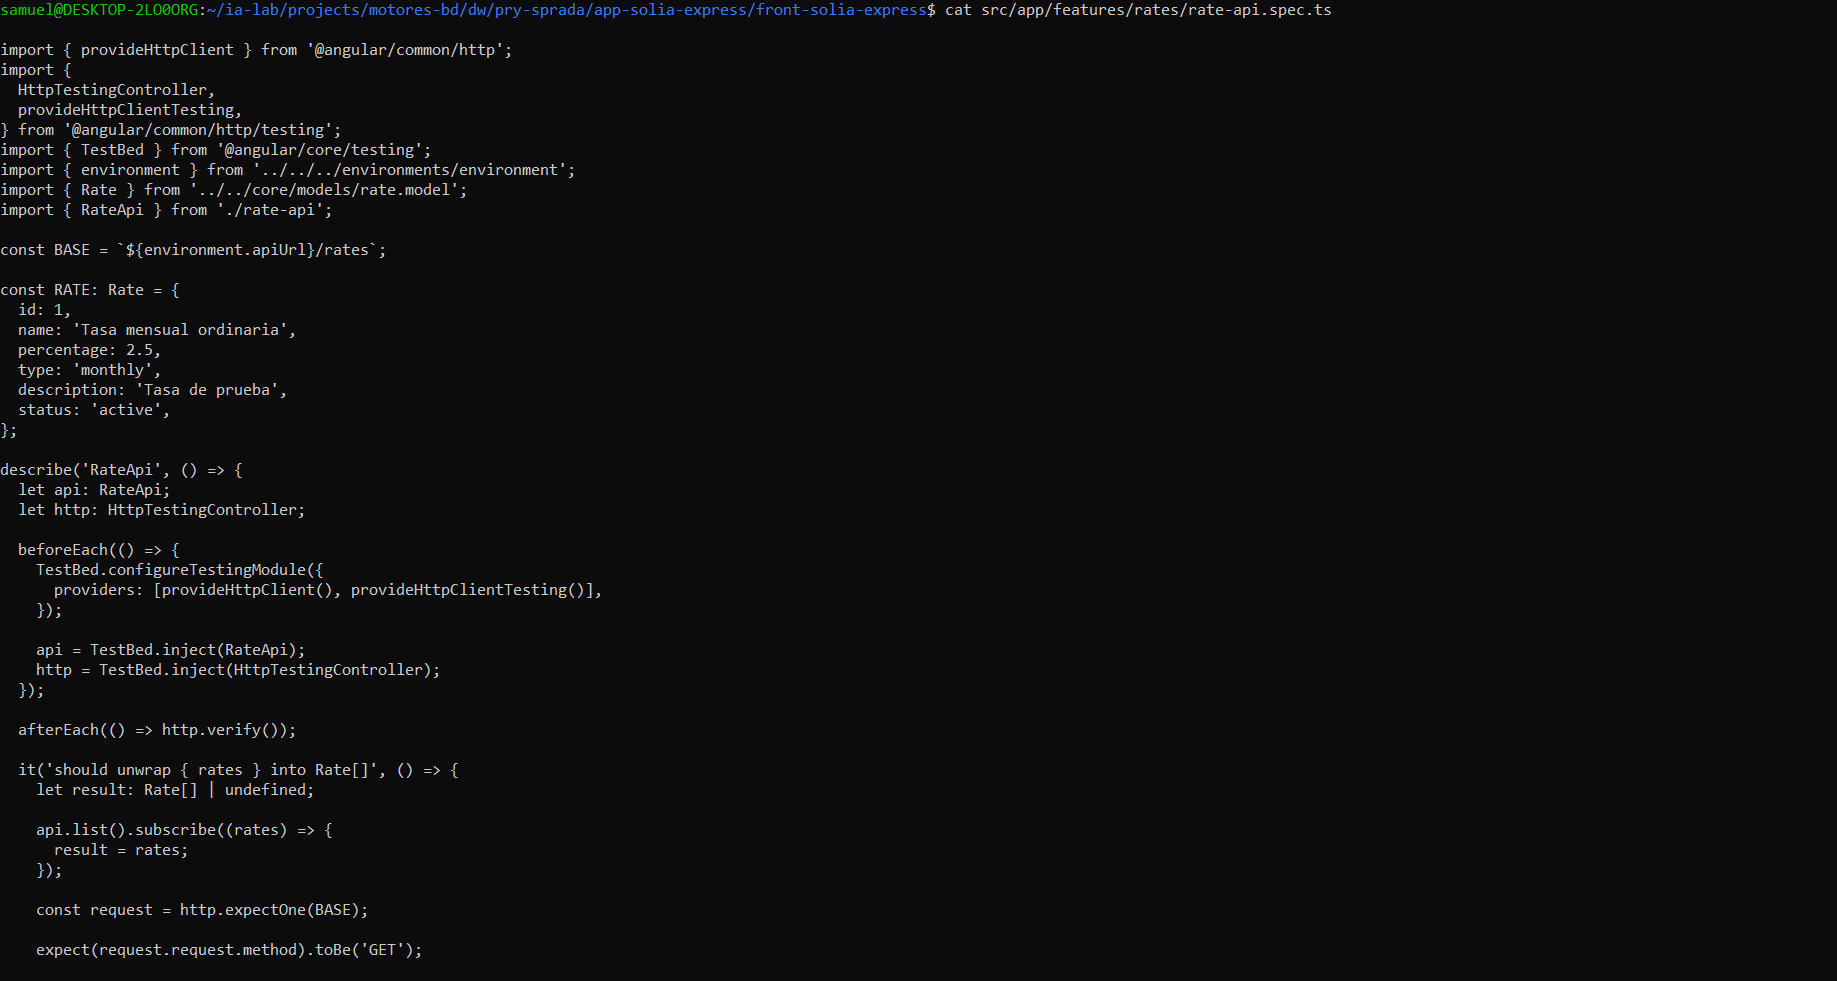 samuel@DESKTOP-2LO0ORG:~/ia-lab/projects/motores-bd/dw/pry-sprada/app-solia-express/front-solia-express$ cat src/app/features/rates/rate-api.spec.ts
import { provideHttpClient } from '@angular/common/http';
import {
  HttpTestingController,
  provideHttpClientTesting,
} from '@angular/common/http/testing';
import { TestBed } from '@angular/core/testing';
import { environment } from '../../../environments/environment';
import { Rate } from '../../core/models/rate.model';
import { RateApi } from './rate-api';

const BASE = `${environment.apiUrl}/rates`;

const RATE: Rate = {
  id: 1,
  name: 'Tasa mensual ordinaria',
  percentage: 2.5,
  type: 'monthly',
  description: 'Tasa de prueba',
  status: 'active',
};

describe('RateApi', () => {
  let api: RateApi;
  let http: HttpTestingController;

  beforeEach(() => {
    TestBed.configureTestingModule({
      providers: [provideHttpClient(), provideHttpClientTesting()],
    });

    api = TestBed.inject(RateApi);
    http = TestBed.inject(HttpTestingController);
  });

  afterEach(() => http.verify());

  it('should unwrap { rates } into Rate[]', () => {
    let result: Rate[] | undefined;

    api.list().subscribe((rates) => {
      result = rates;
    });

    const request = http.expectOne(BASE);

    expect(request.request.method).toBe('GET');